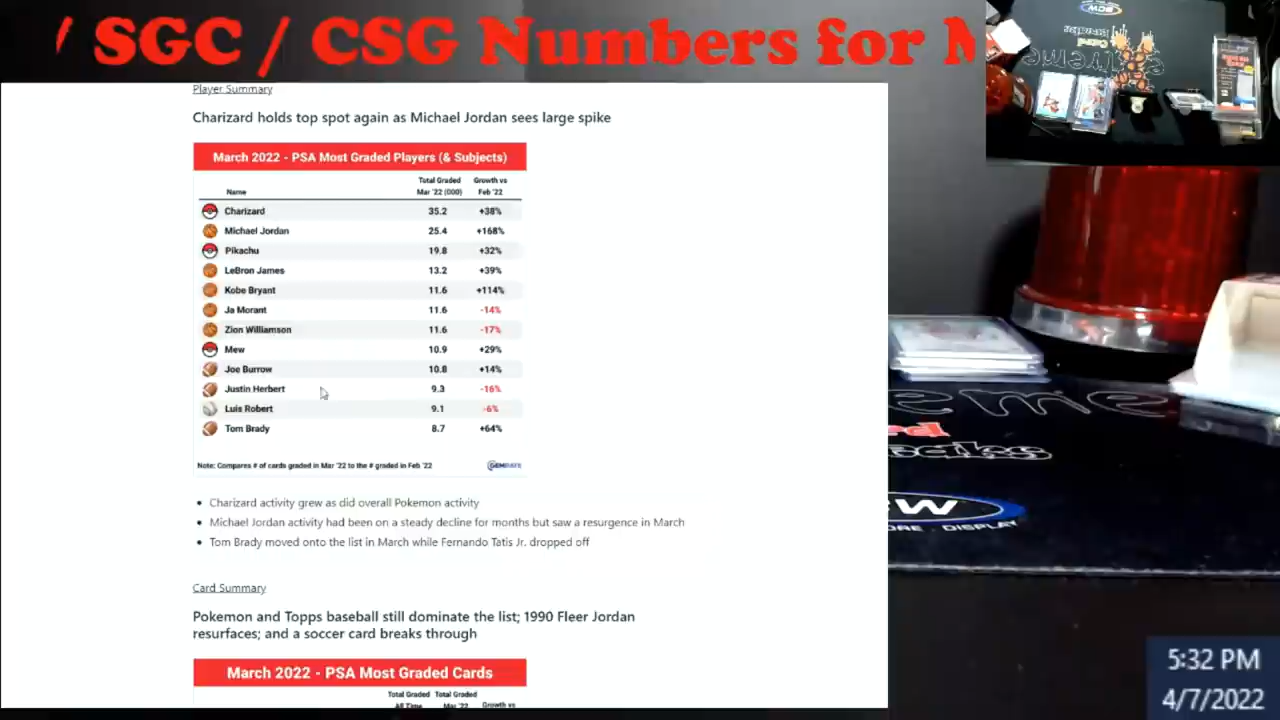 / SGC / CSG Numbers for M
Player Summary
Charizard holds top spot again as Michael Jordan sees large spike
March 2022 - PSA Most Graded Players (& Subjects)
Total Graded Growth vs
Name Mar '22 (000) Feb '22
Charizard 35.2 +38%
Michael Jordan 25.4 +168%
Pikachu 19.8 +32%
LeBron James 13.2 +39%
Kobe Bryant 11.6 +114%
Ja Morant 11.6 -14%
Zion Williamson 11.6 -17%
Mew 10.9 +29%
Joe Burrow 10.8 +14%
Justin Herbert 9.3 -16%
Luis Robert 9.1 -6%
Tom Brady 8.7 +64%
Note: Compares # of cards graded in Mar '22 to the # graded in Feb '22 GEMRATE
• Charizard activity grew as did overall Pokemon activity
• Michael Jordan activity had been on a steady decline for months but saw a resurgence in March
• Tom Brady moved onto the list in March while Fernando Tatis Jr. dropped off
Card Summary
Pokemon and Topps baseball still dominate the list; 1990 Fleer Jordan
resurfaces; and a soccer card breaks through
March 2022 - PSA Most Graded Cards
Total Graded Total Graded
All Time Mar '22 Growth vs
BCW
eme
W
ORE · DISPLAY
5:32 PM
4/7/2022